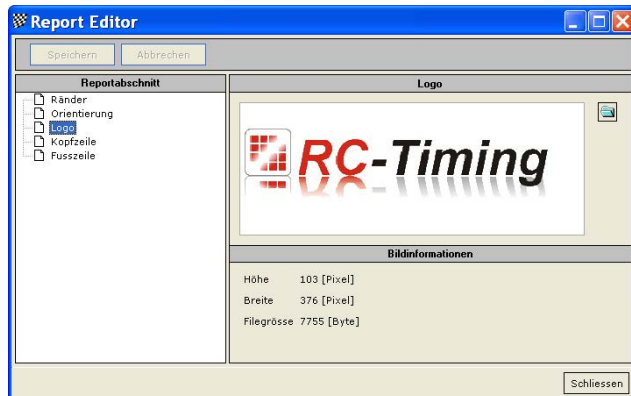 Report Editor
Speichern Abbrechen
Reportabschnitt
Ränder
Orientierung
Logo
Kopfzeile
Fusszeile
Logo
RC-Timing
Bildinformationen
Höhe 103 [Pixel]
Breite 376 [Pixel]
Filegrösse 7755 [Byte]
Schliessen